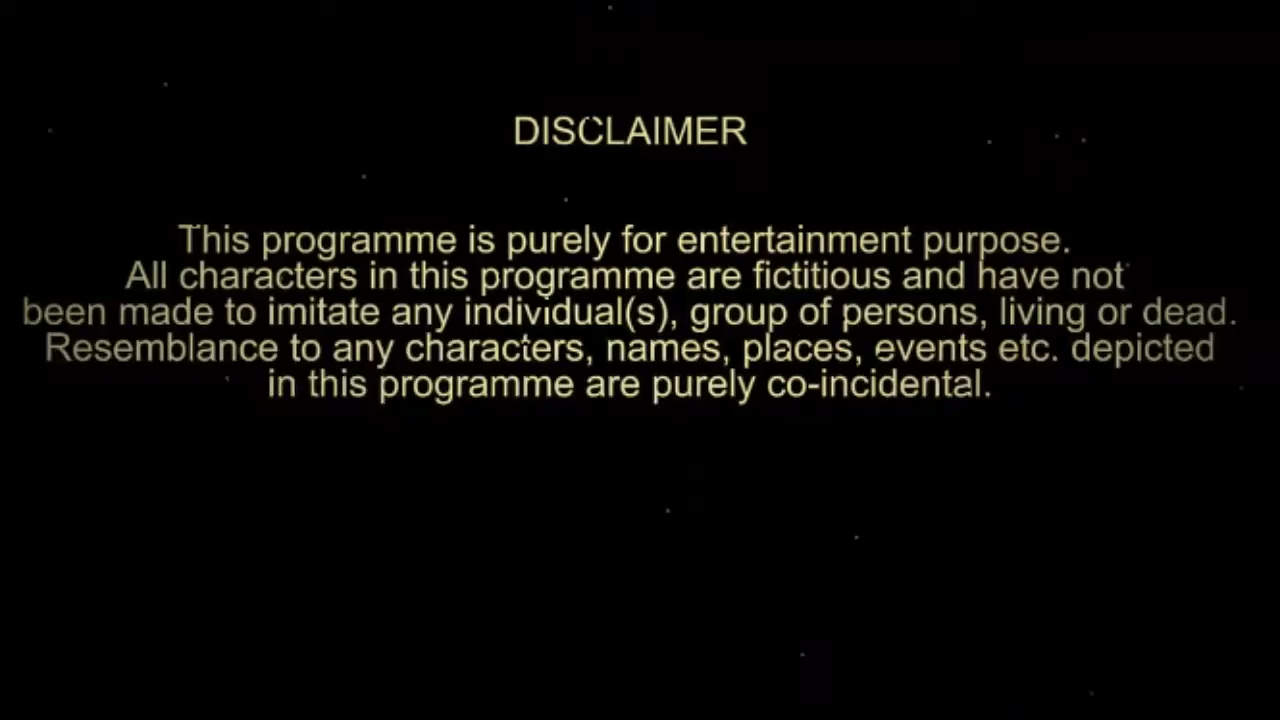 DISCLAIMER
This programme is purely for entertainment purpose.
All characters in this programme are fictitious and have not
been made to imitate any individual(s), group of persons, living or dead.
Resemblance to any characters, names, places, events etc. depicted
in this programme are purely co-incidental.